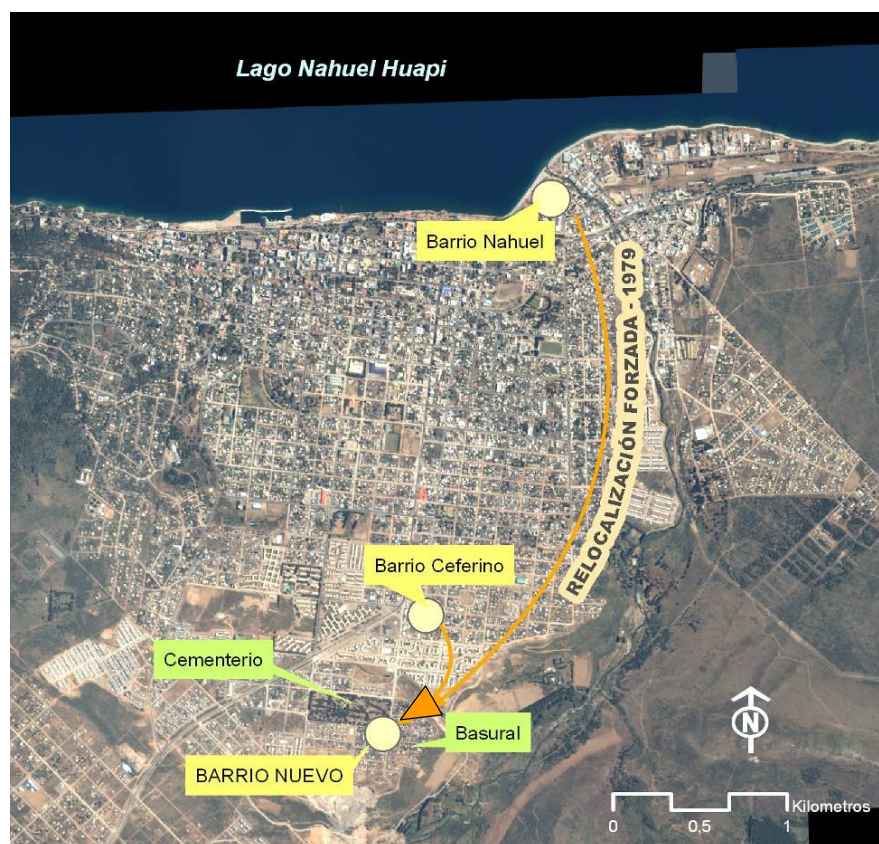 Lago Nahuel Huapi
Barrio Nahuel
RELOCALIZACIÓN FORZADA - 1979
Barrio Ceferino
Cementerio
Basural
BARRIO NUEVO
N
Kilometros
0 0,5 1